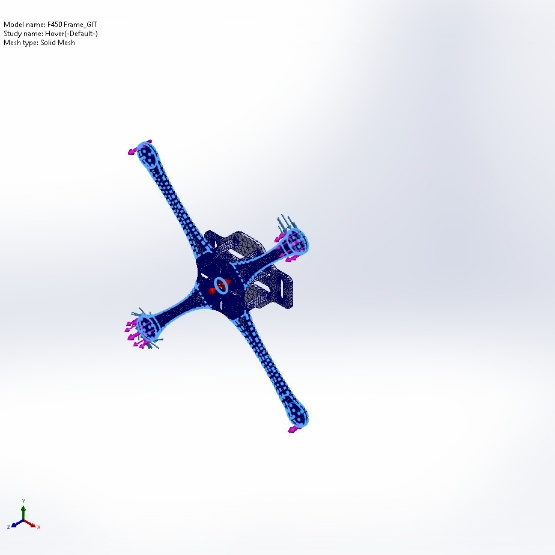 Model name: F450 Frame_GIT
Study name: Hover(-Default-)
Mesh type: Solid Mesh
Y
Z
X